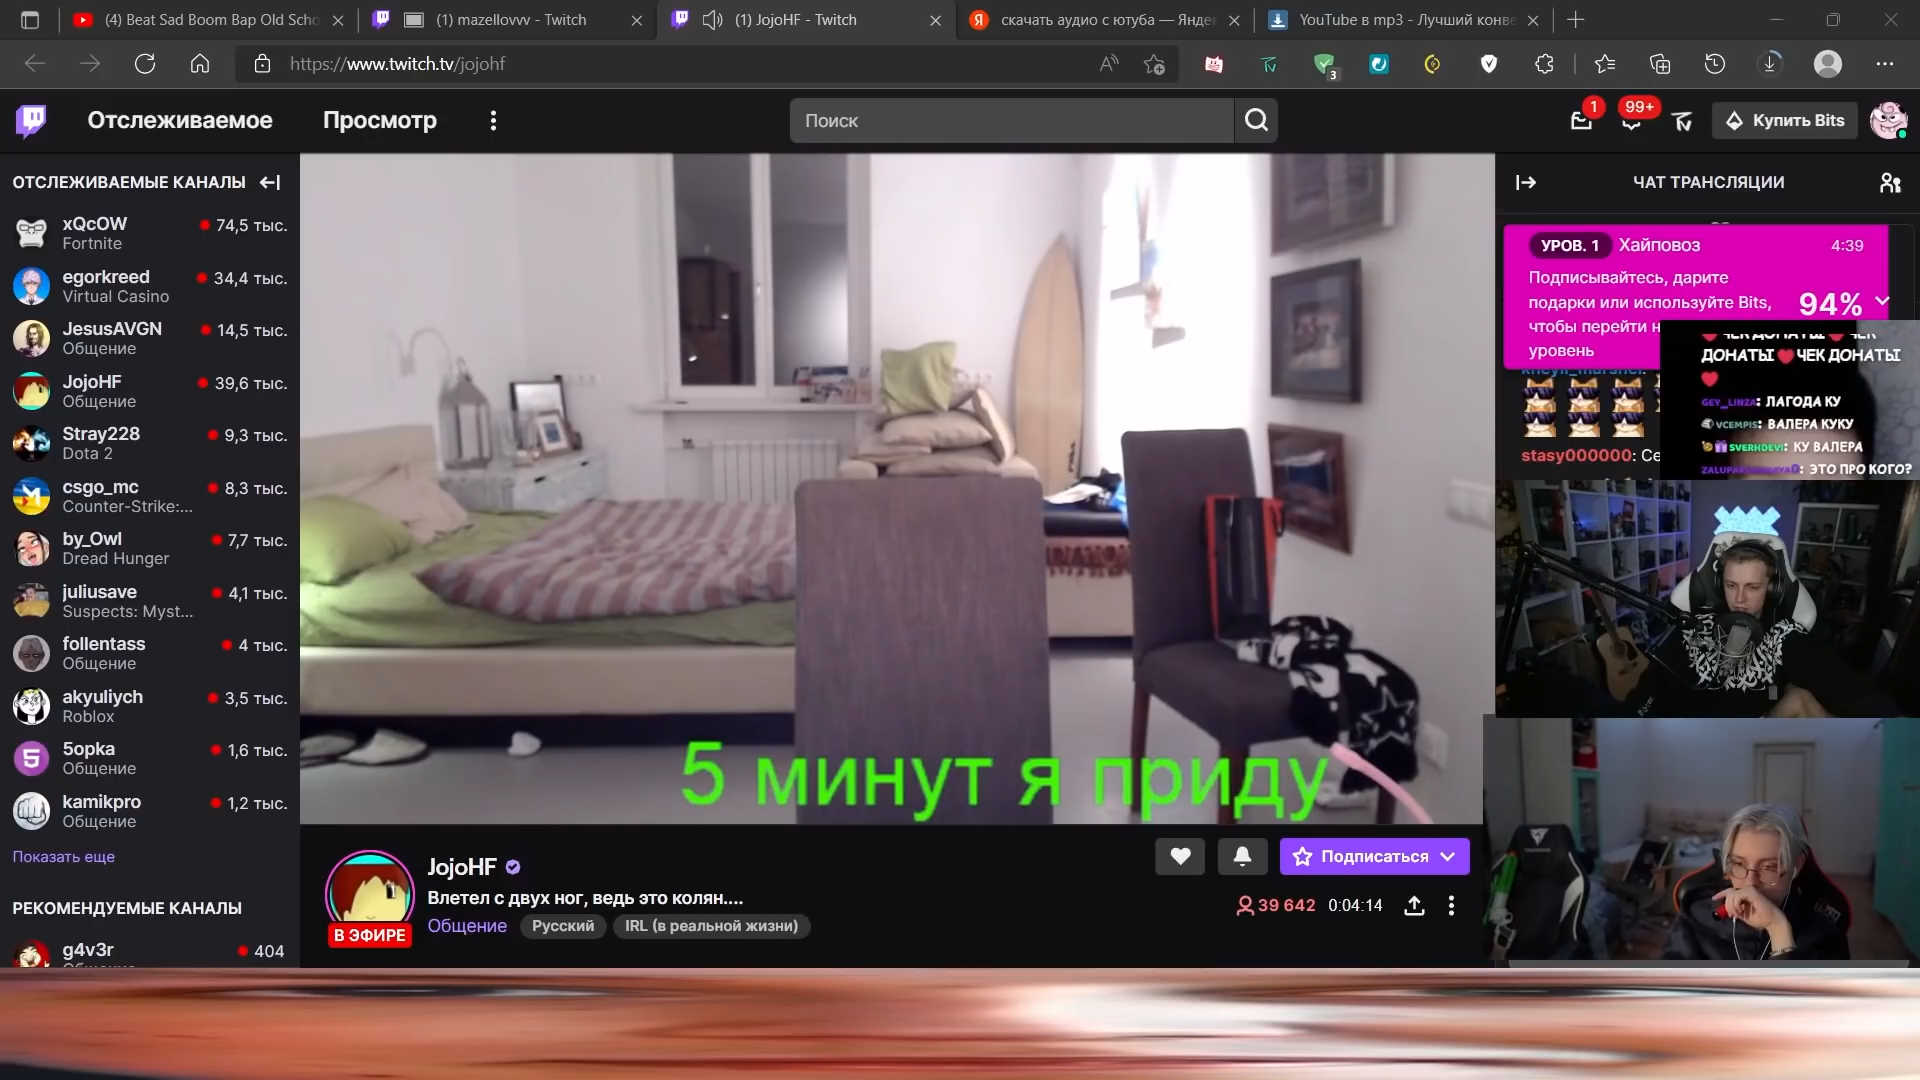 (4) Beat Sad Boom Bap Old Scho
(1) mazellovvv - Twitch
(1) JojoHF - Twitch
скачать аудио с ютуба — Янде
YouTube в mp3 - Лучший конве
https://www.twitch.tv/jojohf
3
Отслеживаемое
Просмотр
Поиск
1
99+
Купить Bits
ОТСЛЕЖИВАЕМЫЕ КАНАЛЫ
xQcOW
74,5 тыс.
Fortnite
egorkreed
34,4 тыс.
Virtual Casino
JesusAVGN
14,5 тыс.
Общение
JojoHF
39,6 тыс.
Общение
Stray228
9,3 тыс.
Dota 2
csgo_mc
8,3 тыс.
Counter-Strike:...
by_Owl
7,7 тыс.
Dread Hunger
juliusave
4,1 тыс.
Suspects: Myst...
follentass
4 тыс.
Общение
akyuliych
3,5 тыс.
Roblox
5opka
1,6 тыс.
Общение
kamikpro
1,2 тыс.
Общение
Показать еще
РЕКОМЕНДУЕМЫЕ КАНАЛЫ
g4v3r
404
5 минут я приду
JojoHF
Влетел с двух ног, ведь это колян....
Общение
Русский
IRL (в реальной жизни)
В ЭФИРЕ
Подписаться
39 642
0:04:14
ЧАТ ТРАНСЛЯЦИИ
УРОВ. 1
Хайповоз
4:39
Подписывайтесь, дарите
подарки или используйте Bits,
чтобы перейти н
уровень
94%
stasy000000: Се
ЧЕК ДОНАТЫ ЧЕК
ДОНАТЫ ЧЕК ДОНАТЫ
GEY_LINZA: ЛАГОДА КУ
VCEMPIS: ВАЛЕРА КУКУ
SVERHDEVI: КУ ВАЛЕРА
ЭТО ПРО КОГО?